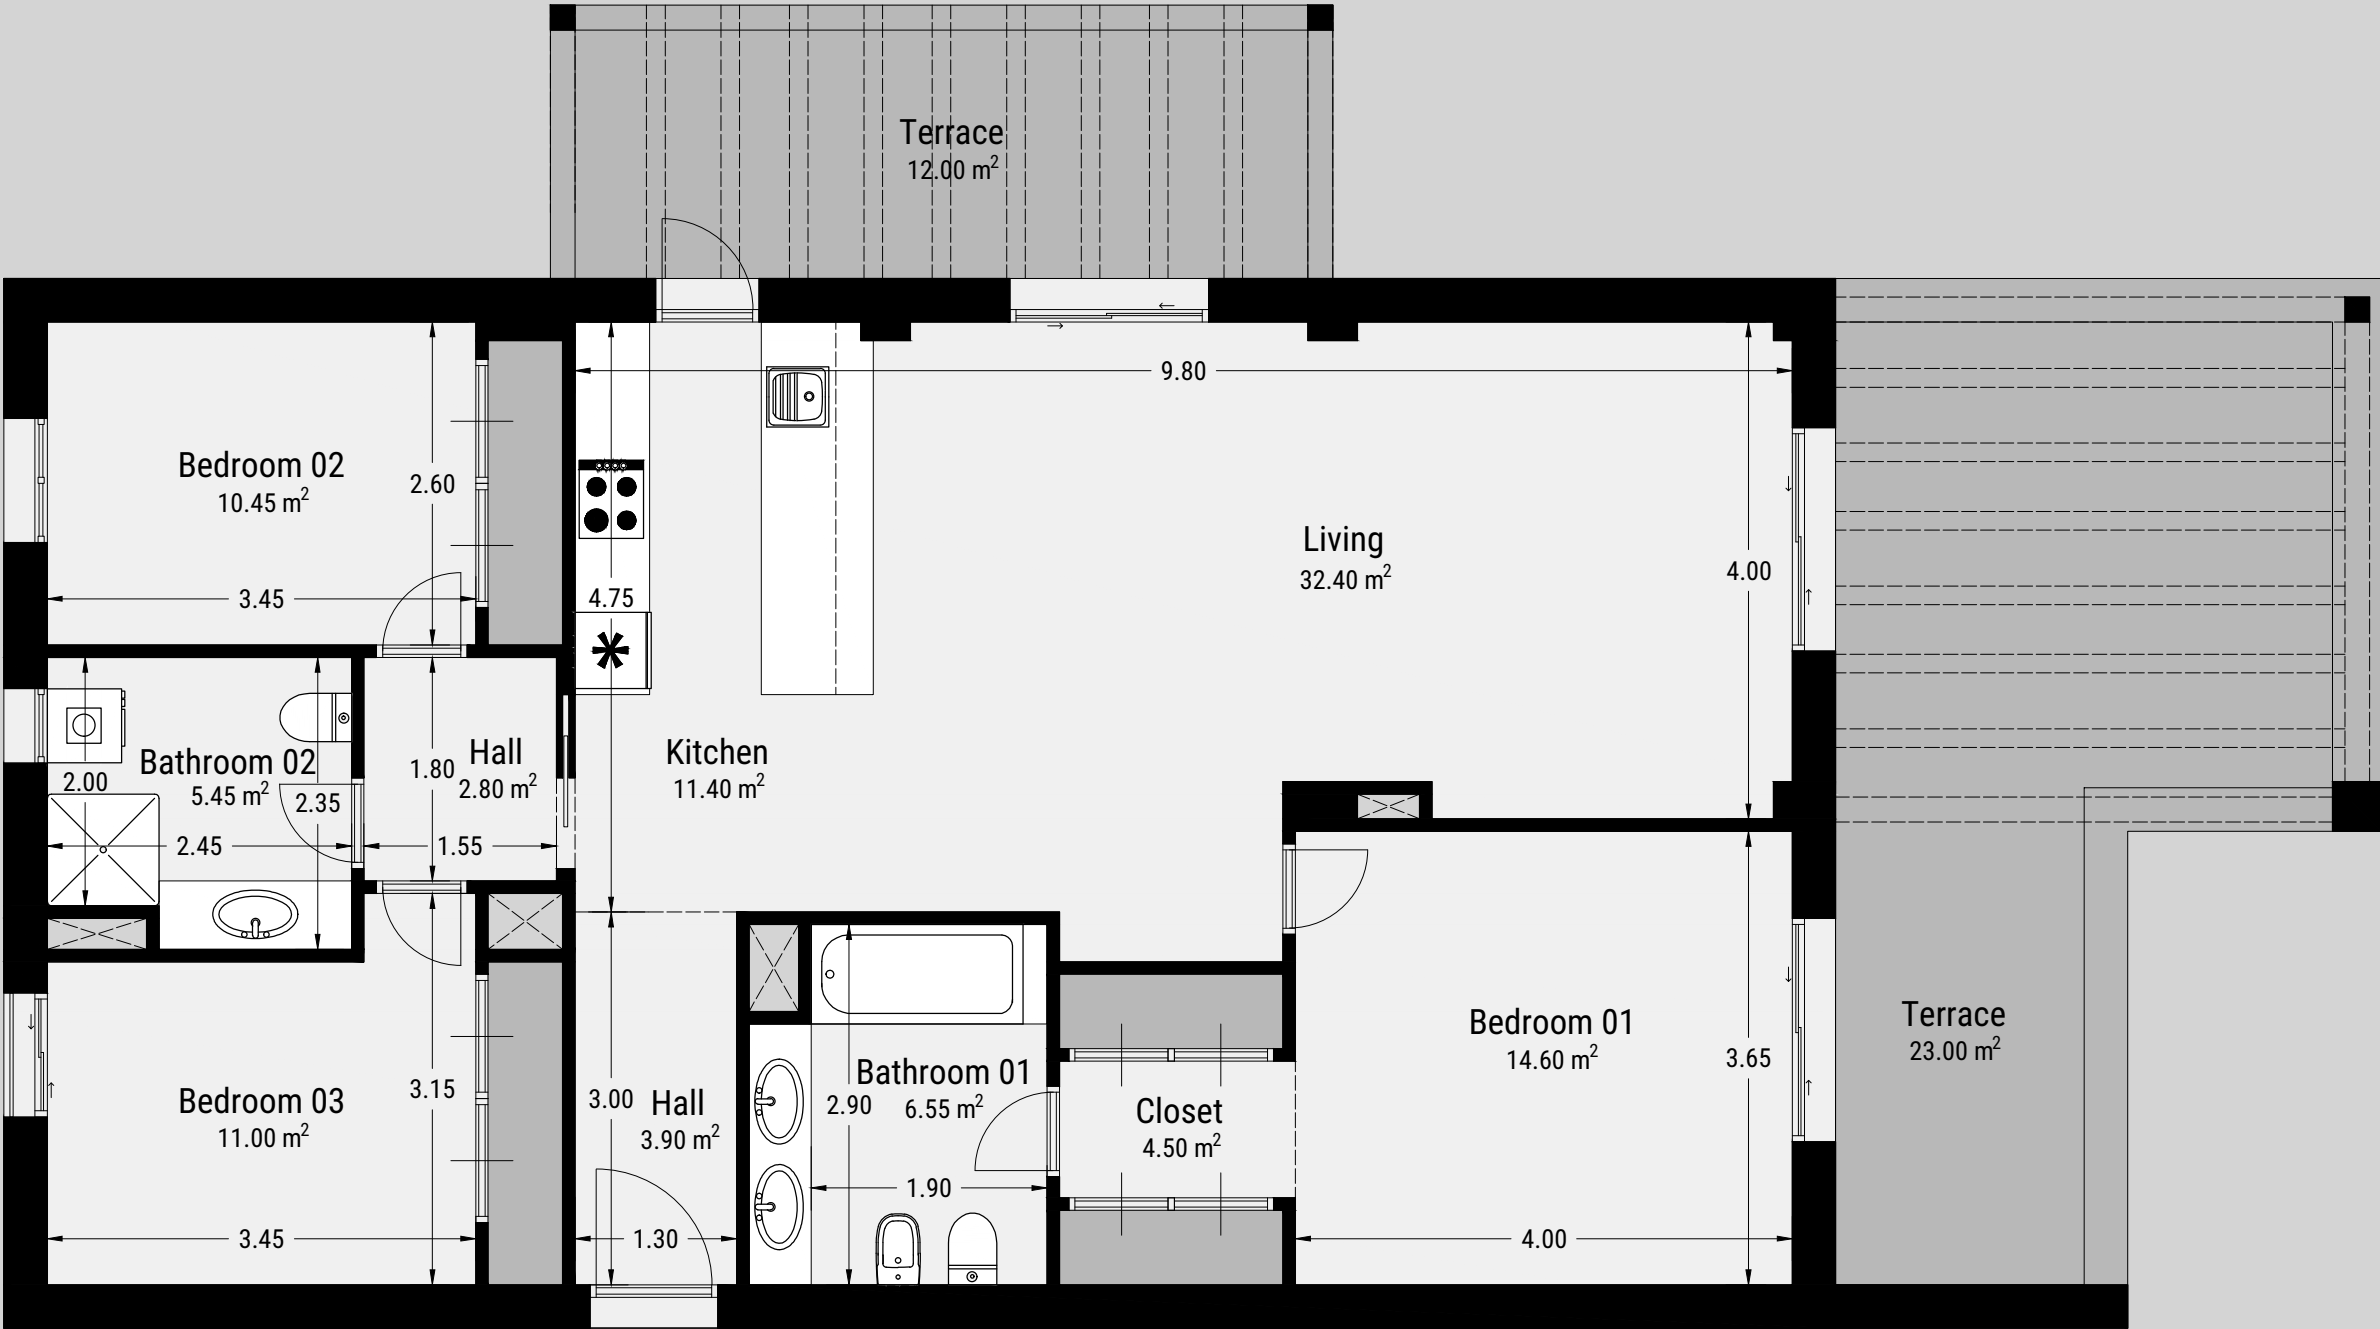 Terrace
12.00 m²
9.80
Bedroom 02
10.45 m²
2.60
3.45
4.75
Living
32.40 m²
4.00
Bathroom 02
5.45 m²
2.00
2.35
2.45
Hall
2.80 m²
1.80
1.55
Kitchen
11.40 m²
Bedroom 03
11.00 m²
3.15
3.45
3.00
Hall
3.90 m²
1.30
Bathroom 01
6.55 m²
2.90
1.90
Closet
4.50 m²
Bedroom 01
14.60 m²
3.65
4.00
Terrace
23.00 m²